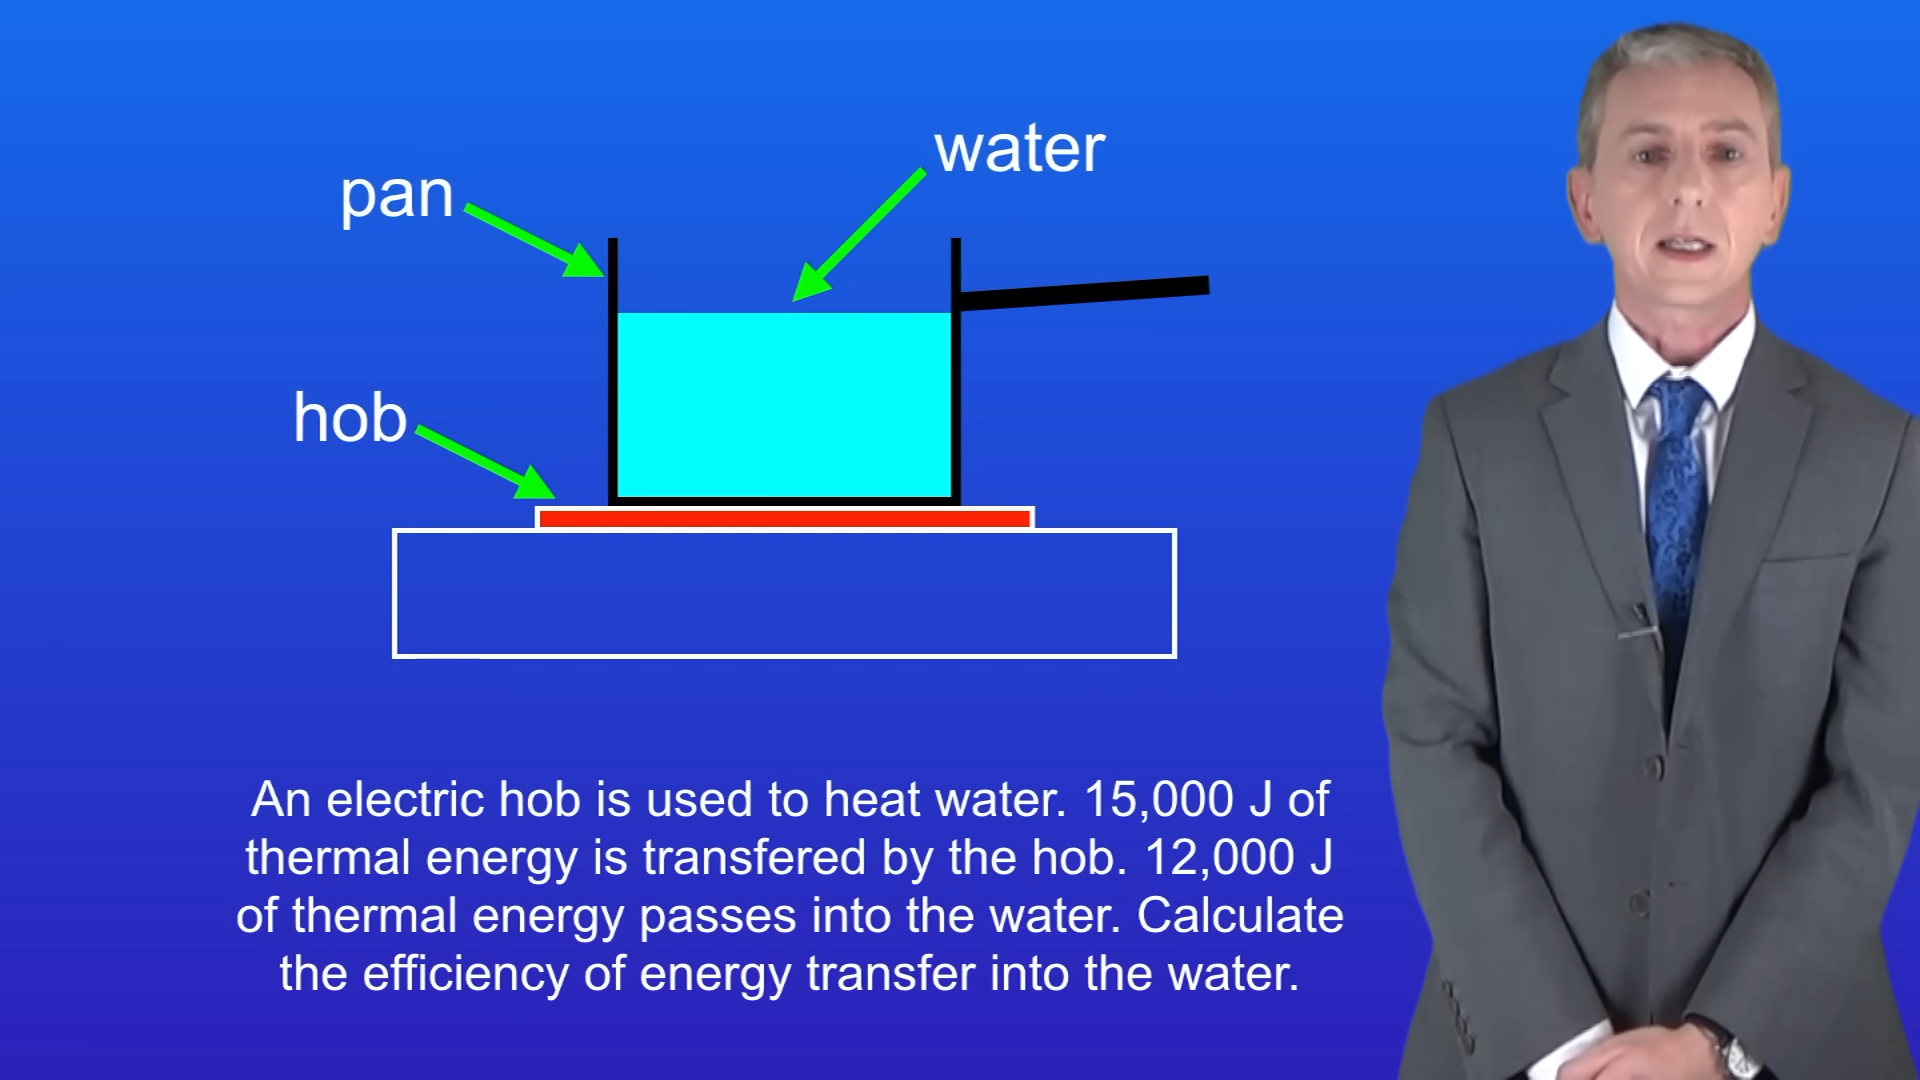 water
pan
hob
An electric hob is used to heat water. 15,000 J of
thermal energy is transfered by the hob. 12,000 J
of thermal energy passes into the water. Calculate
the efficiency of energy transfer into the water.